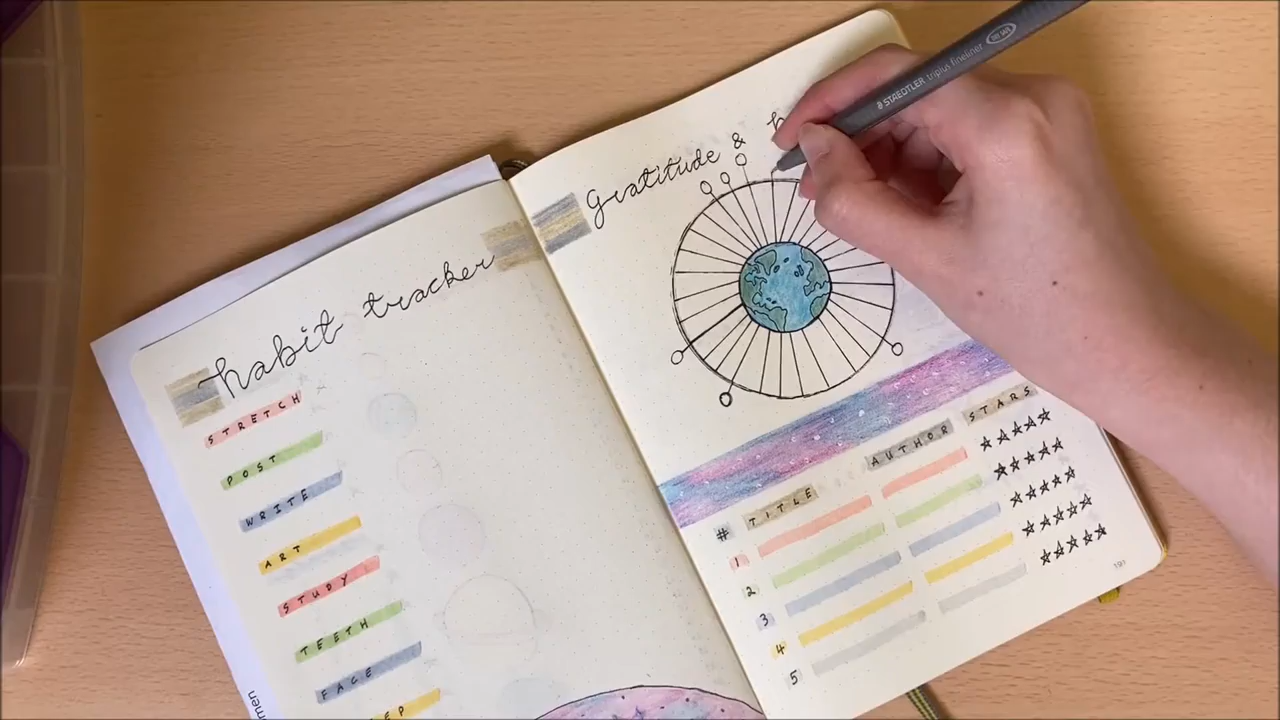 habit tracker
STRETCH
POST
WRITE
ART
STUDY
TEETH
FACE
Gratitude &
# TITLE AUTHOR STARS
1
2
3
4
5
191
STAEDTLER triplus fineliner